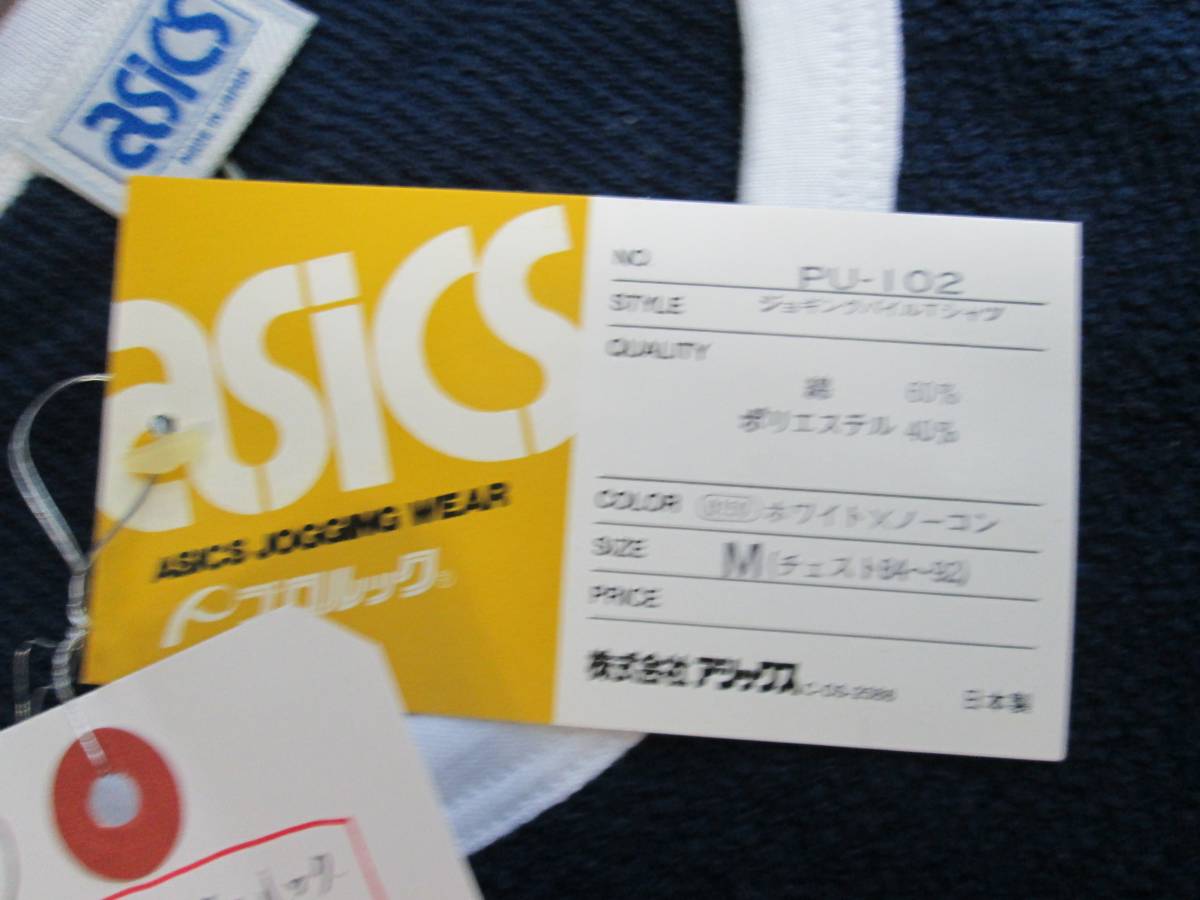 asics
MADE IN JAPAN
asics
ASICS JOGGING WEAR
NO PU-102
STYLE ジョギングパイルTシャツ
QUALITY
綿 60%
ポリエステル 40%
COLOR ホワイト×ノーコン
SIZE M(チェスト84〜92)
PRICE
株式会社アシックス
日本製